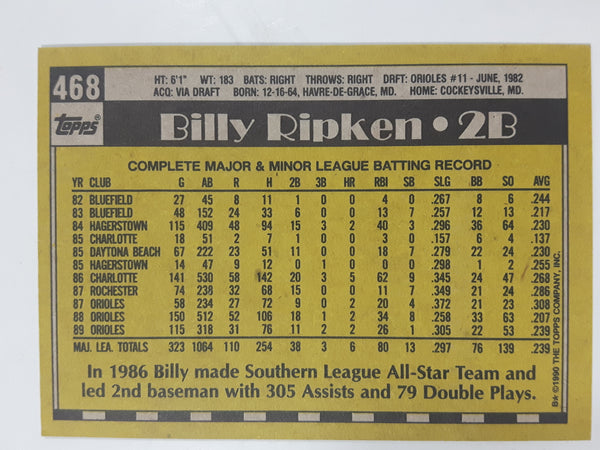 468
HT: 6'1" WT: 183 BATS: RIGHT THROWS: RIGHT DRFT: ORIOLES #11 - JUNE, 1982
ACQ: VIA DRAFT BORN: 12-16-64, HAVRE-DE-GRACE, MD. HOME: COCKEYSVILLE, MD.
Topps
Billy Ripken • 2B
COMPLETE MAJOR & MINOR LEAGUE BATTING RECORD
YR CLUB G AB R H 2B 3B HR RBI SB SLG BB SO AVG
82 BLUEFIELD 27 45 8 11 1 0 0 4 0 .267 8 6 .244
83 BLUEFIELD 48 152 24 33 6 0 0 13 7 .257 12 13 .217
84 HAGERSTOWN 115 409 48 94 15 3 2 40 3 .296 36 64 .230
85 CHARLOTTE 18 51 2 7 1 0 0 3 0 .157 6 4 .137
85 DAYTONA BEACH 67 222 23 51 11 0 0 18 7 .279 22 24 .230
85 HAGERSTOWN 14 47 9 12 1 0 0 0 0 .298 1 2 .255
86 CHARLOTTE 141 530 58 142 20 3 5 62 9 .345 24 47 .268
87 ROCHESTER 74 238 32 68 15 0 0 11 7 .349 21 24 .286
87 ORIOLES 58 234 27 72 9 0 2 20 4 .372 21 23 .308
88 ORIOLES 150 512 52 106 18 1 2 34 8 .258 33 63 .207
89 ORIOLES 115 318 31 76 11 2 2 26 1 .305 22 53 .239
MAJ. LEA. TOTALS 323 1064 110 254 38 3 6 80 13 .297 76 139 .239
In 1986 Billy made Southern League All-Star Team and
led 2nd baseman with 305 Assists and 79 Double Plays.
B* ©1990 THE TOPPS COMPANY, INC.